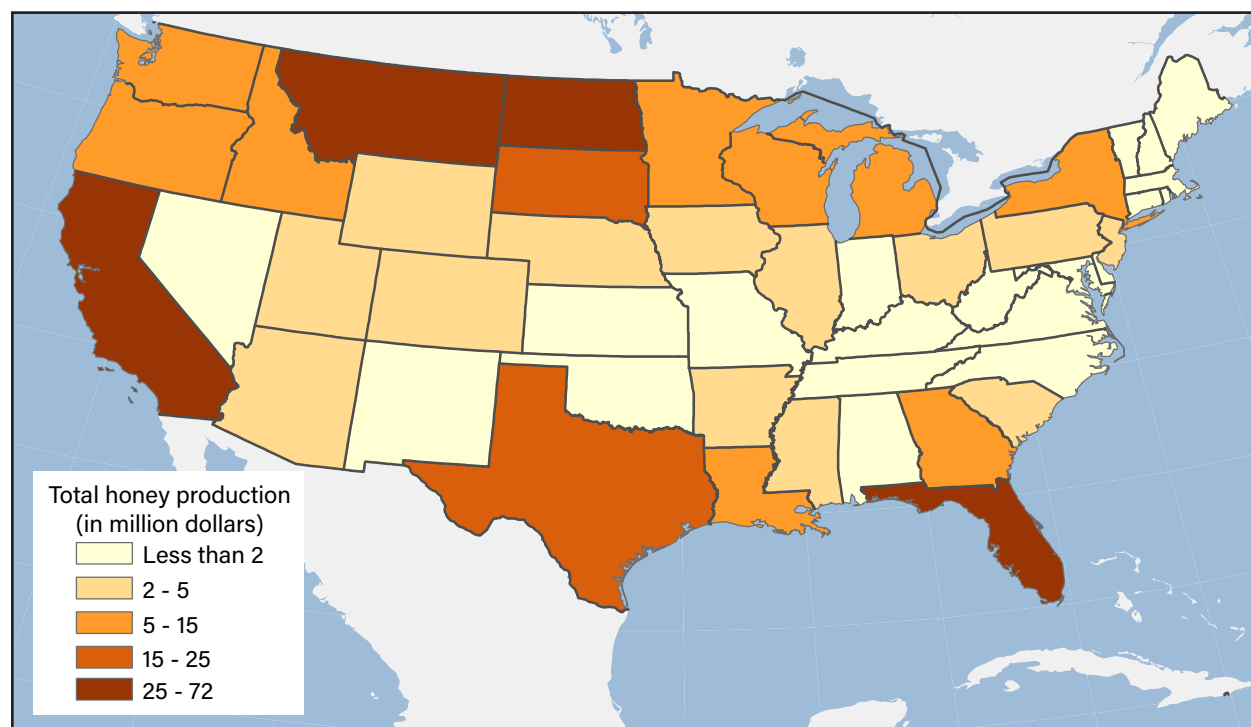 Total honey production
(in million dollars)
Less than 2
2 - 5
5 - 15
15 - 25
25 - 72